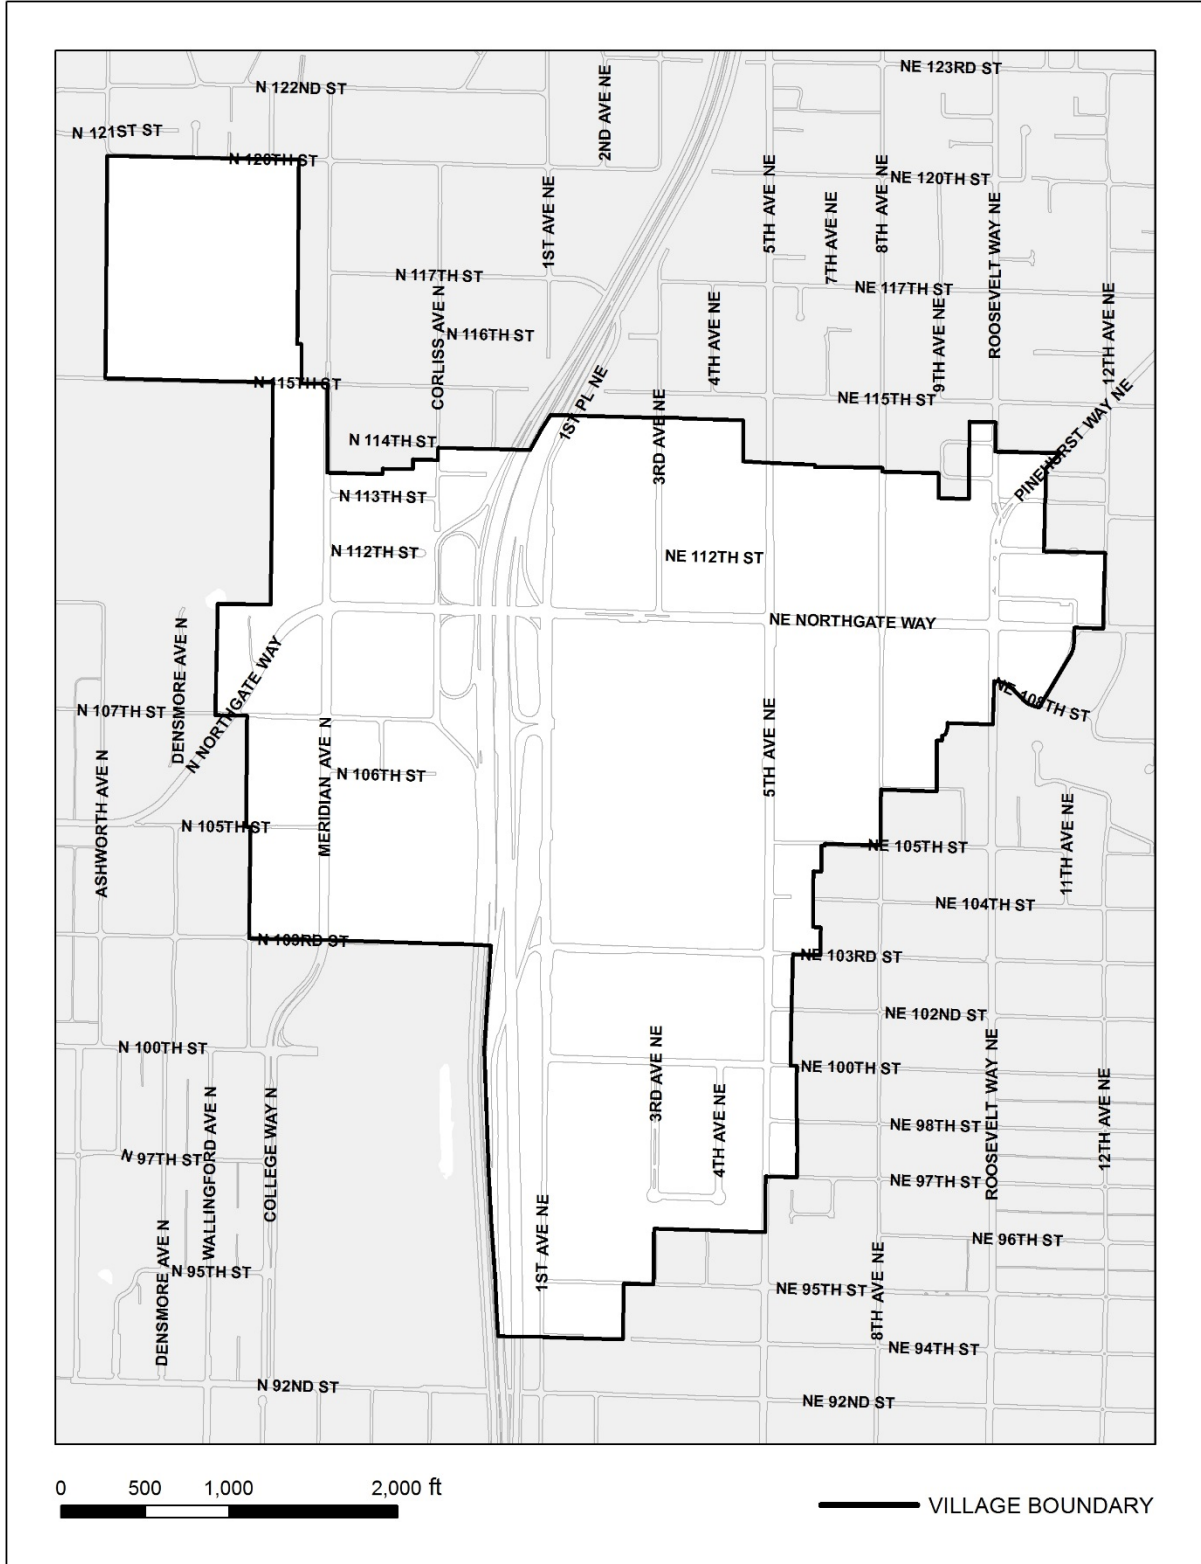 NE 123RD ST
N 122ND ST
2ND AVE NE
N 121ST ST
N 120TH ST
5TH AVE NE
8TH AVE NE
NE 120TH ST
1ST AVE NE
7TH AVE NE
ROOSEVELT WAY NE
N 117TH ST
NE 117TH ST
CORLISS AVE N
N 116TH ST
4TH AVE NE
9TH AVE NE
12TH AVE NE
N 115TH ST
1ST PL NE
NE 115TH ST
3RD AVE NE
N 114TH ST
PINEHURST WAY NE
N 113TH ST
N 112TH ST
NE 112TH ST
NE NORTHGATE WAY
DENSMORE AVE N
N NORTHGATE WAY
NE 108TH ST
N 107TH ST
5TH AVE NE
MERIDIAN AVE N
N 106TH ST
ASHWORTH AVE N
N 105TH ST
11TH AVE NE
NE 105TH ST
NE 104TH ST
N 103RD ST
NE 103RD ST
NE 102ND ST
N 100TH ST
3RD AVE NE
ROOSEVELT WAY NE
NE 100TH ST
4TH AVE NE
12TH AVE NE
WALLINGFORD AVE N
COLLEGE WAY N
NE 98TH ST
N 97TH ST
NE 97TH ST
1ST AVE NE
NE 96TH ST
DENSMORE AVE N
N 95TH ST
8TH AVE NE
NE 95TH ST
NE 94TH ST
N 92ND ST
NE 92ND ST
0 500 1,000 2,000 ft
VILLAGE BOUNDARY